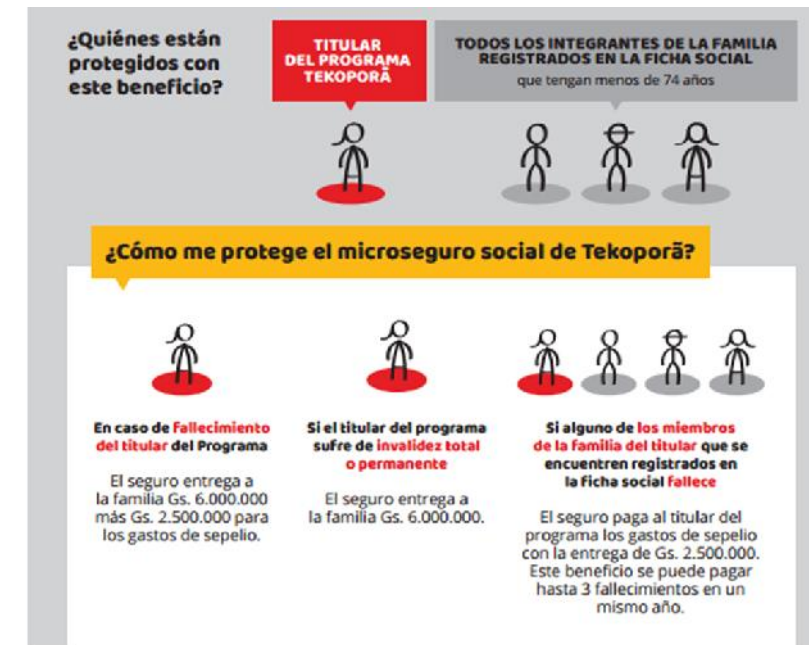 ¿Quiénes están
protegidos con
este beneficio?
TITULAR
DEL PROGRAMA
TEKOPORÃ
TODOS LOS INTEGRANTES DE LA FAMILIA
REGISTRADOS EN LA FICHA SOCIAL
que tengan menos de 74 años
¿Cómo me protege el microseguro social de Tekoporã?
En caso de fallecimiento
del titular del Programa
El seguro entrega a
la familia Gs. 6.000.000
más Gs. 2.500.000 para
los gastos de sepelio.
Si el titular del programa
sufre de invalidez total
o permanente
El seguro entrega a
la familia Gs. 6.000.000.
Si alguno de los miembros
de la familia del titular que se
encuentren registrados en
la ficha social fallece
El seguro paga al titular del
programa los gastos de sepelio
con la entrega de Gs. 2.500.000.
Este beneficio se puede pagar
hasta 3 fallecimientos en un
mismo año.